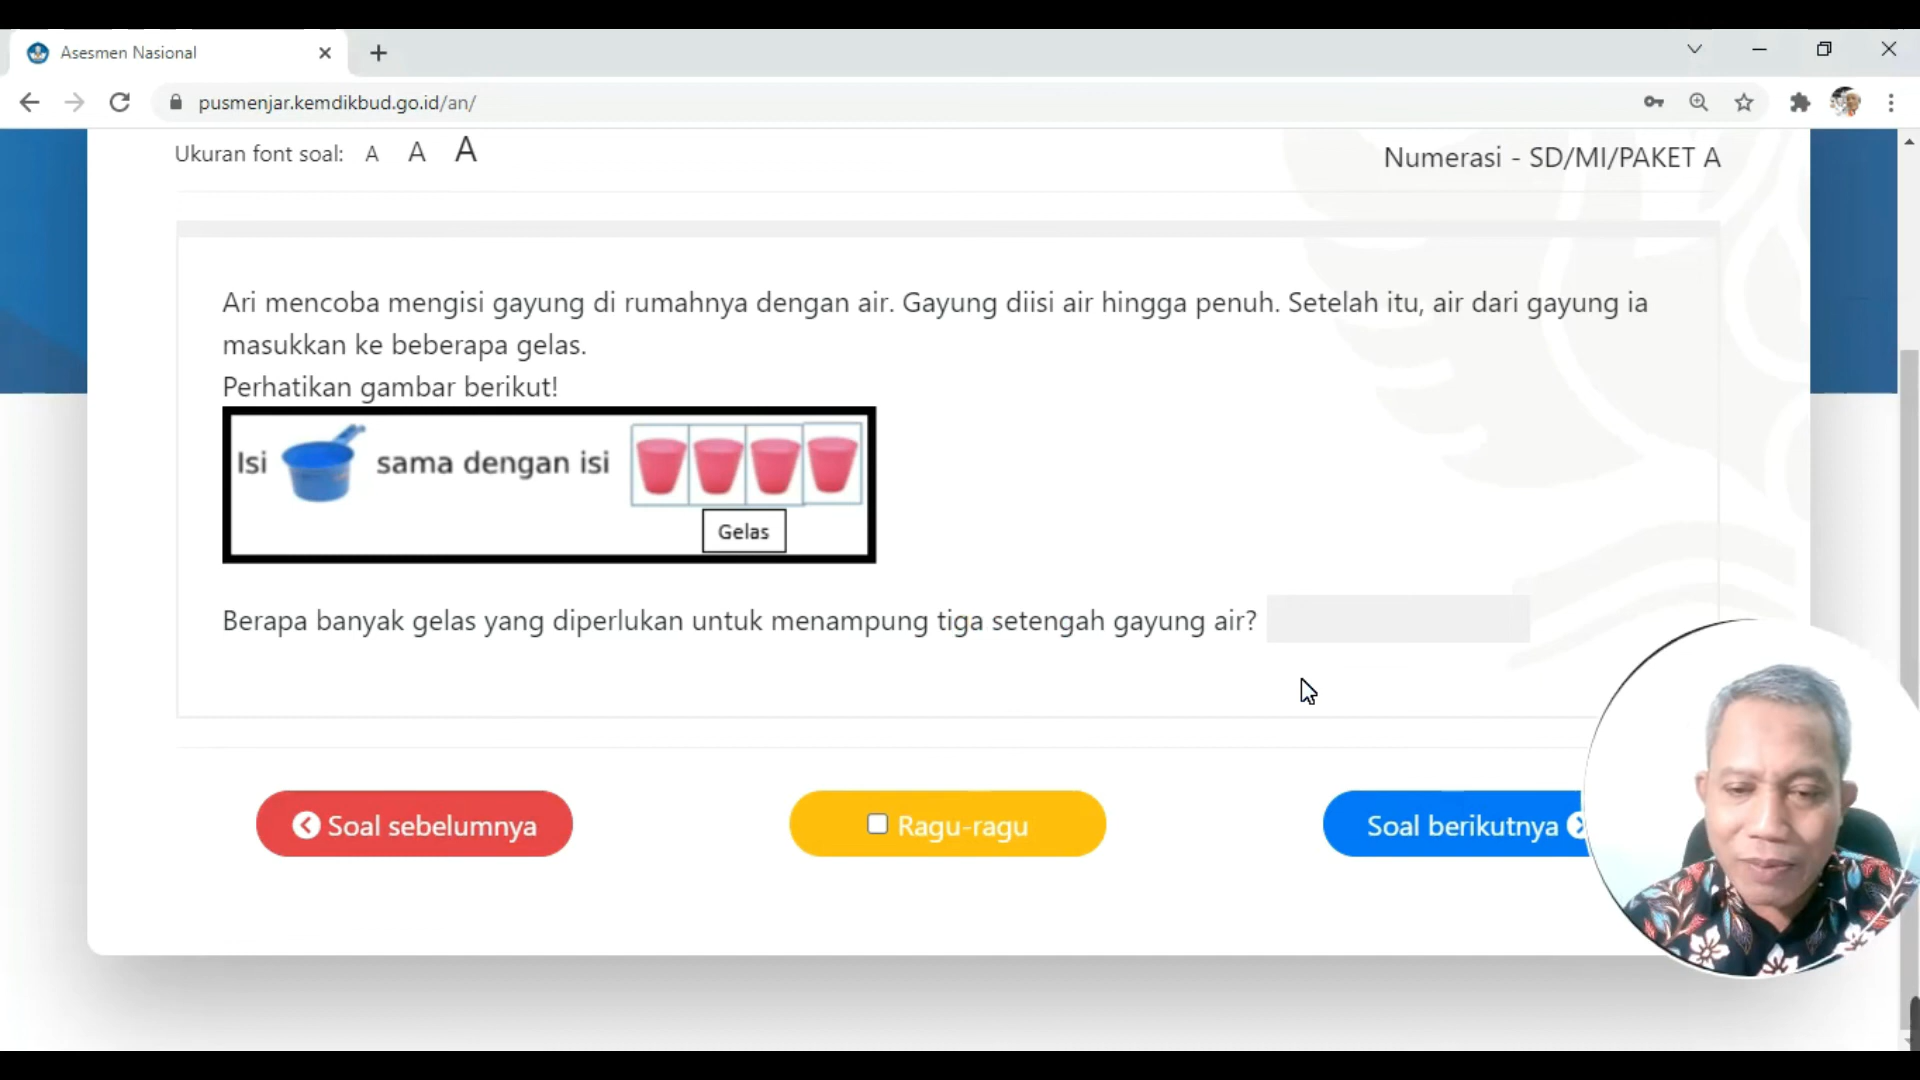 Asesmen Nasional
pusmenjar.kemdikbud.go.id/an/
Ukuran font soal: A A A
Numerasi - SD/MI/PAKET A
Ari mencoba mengisi gayung di rumahnya dengan air. Gayung diisi air hingga penuh. Setelah itu, air dari gayung ia
masukkan ke beberapa gelas.
Perhatikan gambar berikut!
Isi sama dengan isi
Gelas
Berapa banyak gelas yang diperlukan untuk menampung tiga setengah gayung air?
Soal sebelumnya
Ragu-ragu
Soal berikutnya